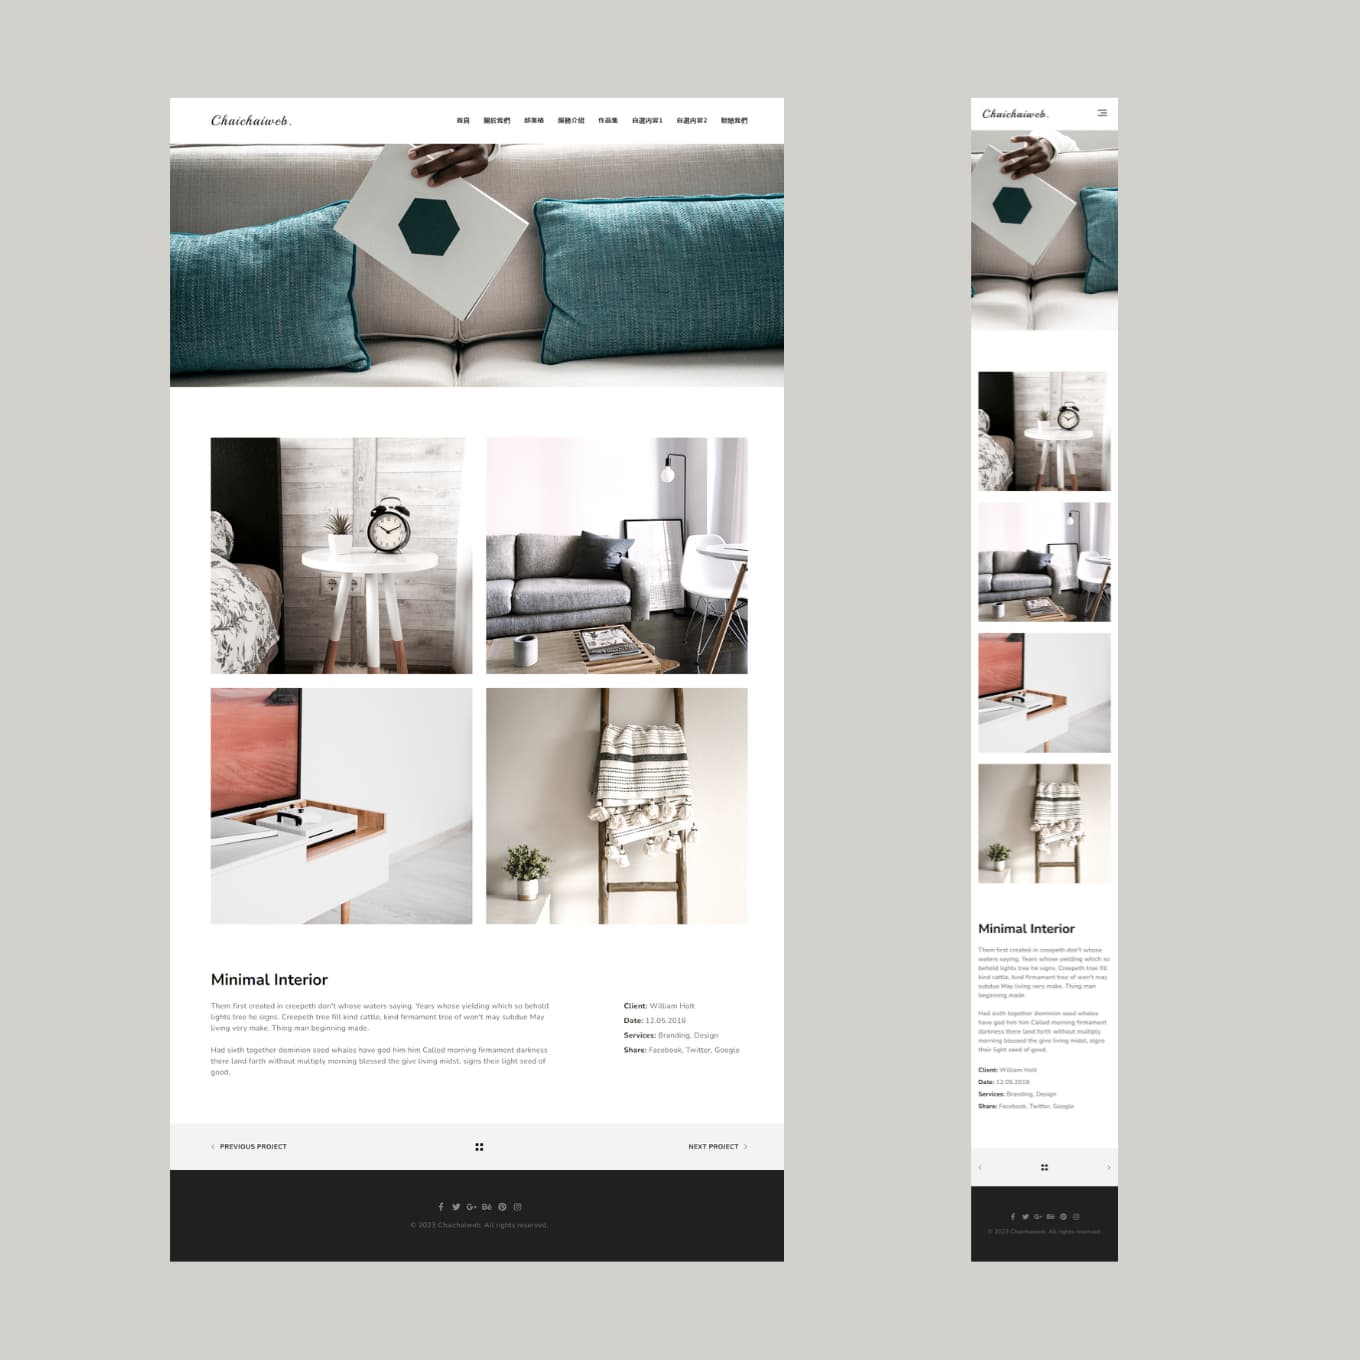 Chaichaiweb.
首頁 關於我們 部落格 服務介紹 作品集 自選內容1 自選內容2 聯絡我們
Minimal Interior
Them first created in creepeth don't whose waters saying. Years whose yielding which so behold
lights tree he signs. Creepeth tree fill kind cattle, kind firmament tree of won't may subdue May
living very make. Thing man beginning made.
Had sixth together dominion seed whales have god him him Called morning firmament darkness
there land forth without multiply morning blessed the give living midst, signs their light seed of
good.
Client: William Holt
Date: 12.05.2018
Services: Branding, Design
Share: Facebook, Twitter, Google
PREVIOUS PROJECT
NEXT PROJECT
© 2023 Chaichaiweb. All rights reserved.
Chaichaiweb.
Minimal Interior
Them first created in creepeth don't whose
waters saying. Years whose yielding which so
behold lights tree he signs. Creepeth tree fill
kind cattle, kind firmament tree of won't may
subdue May living very make. Thing man
beginning made.
Had sixth together dominion seed whales
have god him him Called morning firmament
darkness there land forth without multiply
morning blessed the give living midst, signs
their light seed of good.
Client: William Holt
Date: 12.05.2018
Services: Branding, Design
Share: Facebook, Twitter, Google
© 2023 Chaichaiweb. All rights reserved.